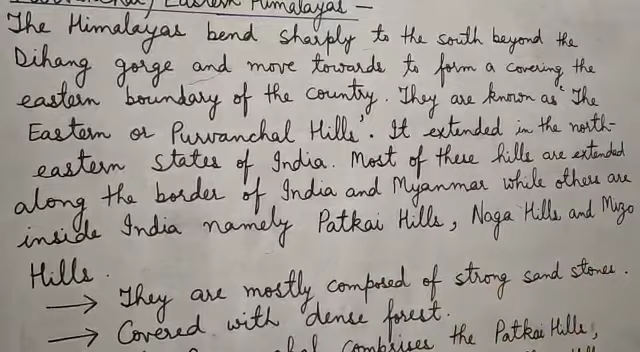 Eastern Himalayas —
The Himalayas bend sharply to the south beyond the
Dihang gorge and move towards to form a covering the
eastern boundary of the country. They are known as "The
Eastern or Purvanchal Hills'. It extended in the north-
eastern states of India. Most of these hills are extended
along the border of India and Myanmar while others are
inside India namely Patkai Hills, Naga Hills and Mizo
Hills.
→ They are mostly composed of strong sand stones.
→ Covered with dense forest.
comprises the Patkai Hills,